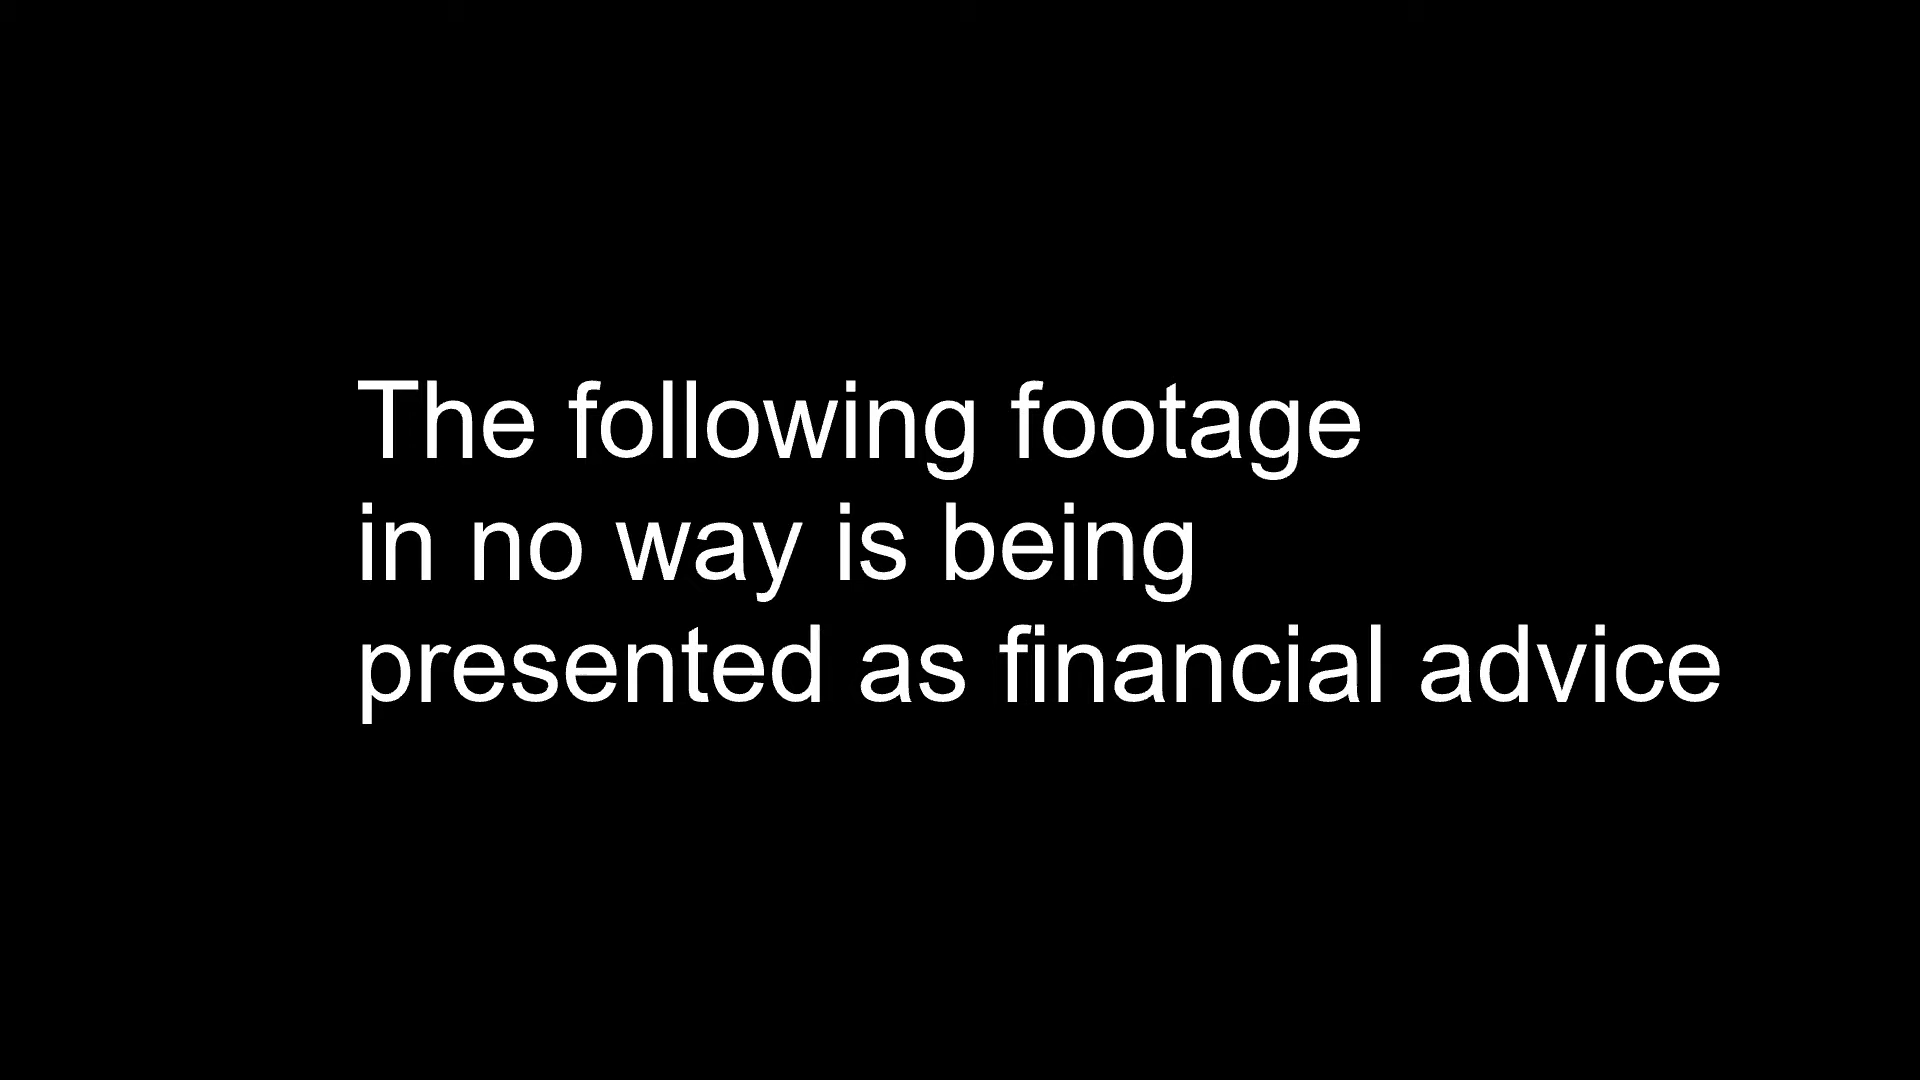 The following footage
in no way is being
presented as financial advice